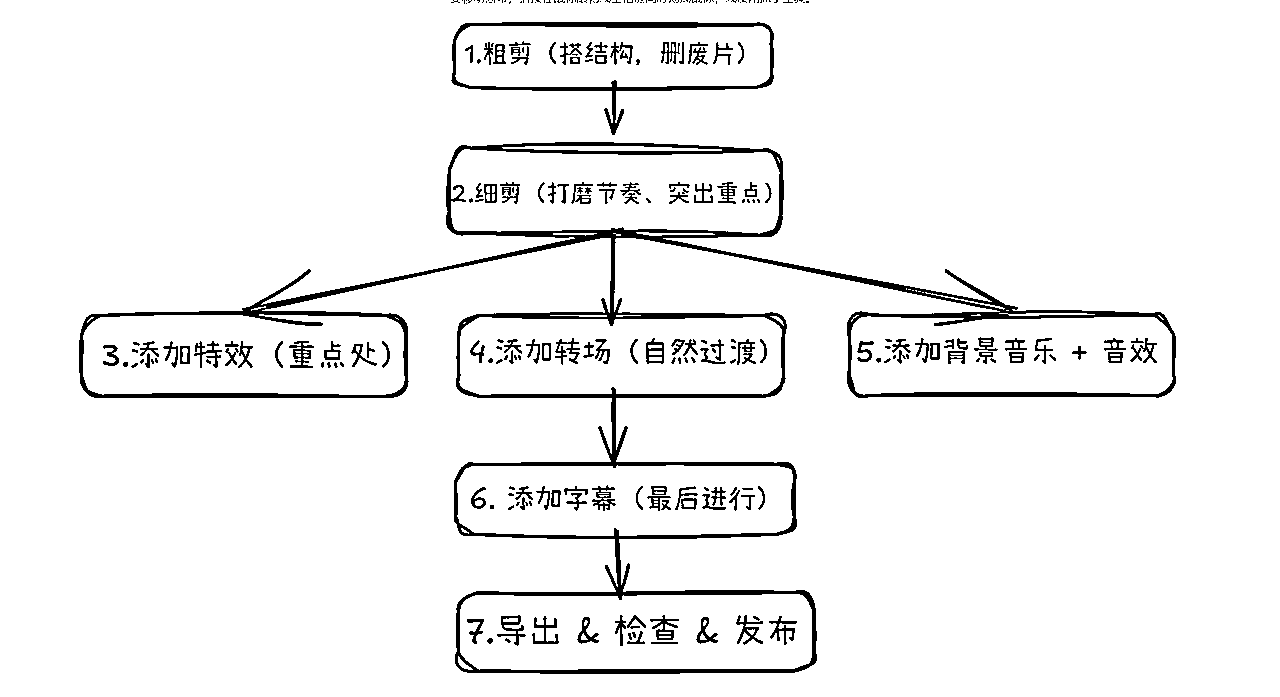 1.粗剪（搭结构，删废片）
2.细剪（打磨节奏、突出重点）
3.添加特效（重点处）
4.添加转场（自然过渡）
5.添加背景音乐 + 音效
6. 添加字幕（最后进行）
7.导出 & 检查 & 发布